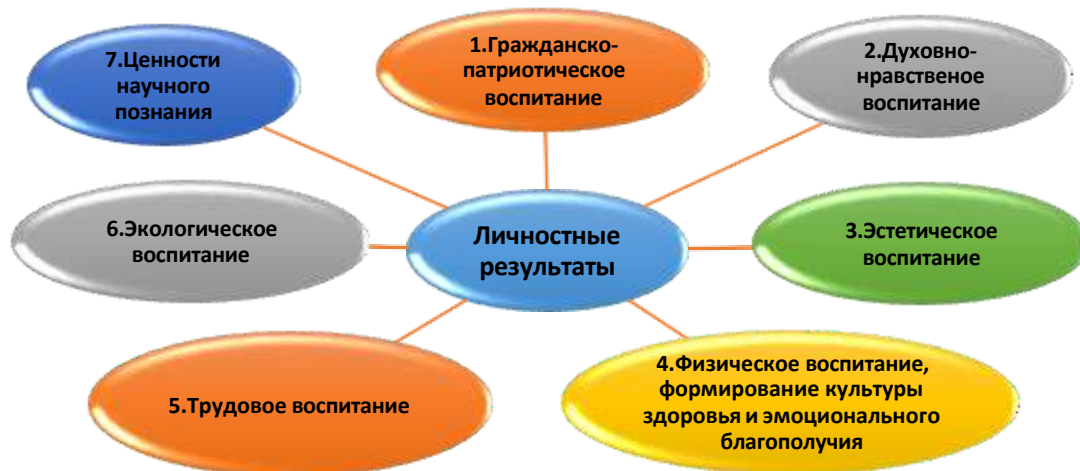 1.Гражданско-
патриотическое
воспитание
2.Духовно-
нравственое
воспитание
3.Эстетическое
воспитание
4.Физическое воспитание,
формирование культуры
здоровья и эмоционального
благополучия
5.Трудовое воспитание
6.Экологическое
воспитание
7.Ценности
научного
познания
Личностные
результаты